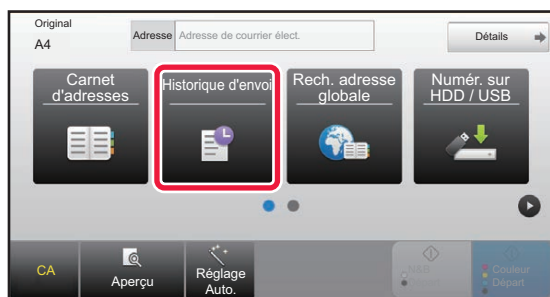 Original
A4
Adresse
Adresse de courrier élect.
Détails
Carnet
d'adresses
Historique d'envoi
Rech. adresse
globale
Numér. sur
HDD / USB
CA
Aperçu
Réglage
Auto.
N&B
Départ
Couleur
Départ